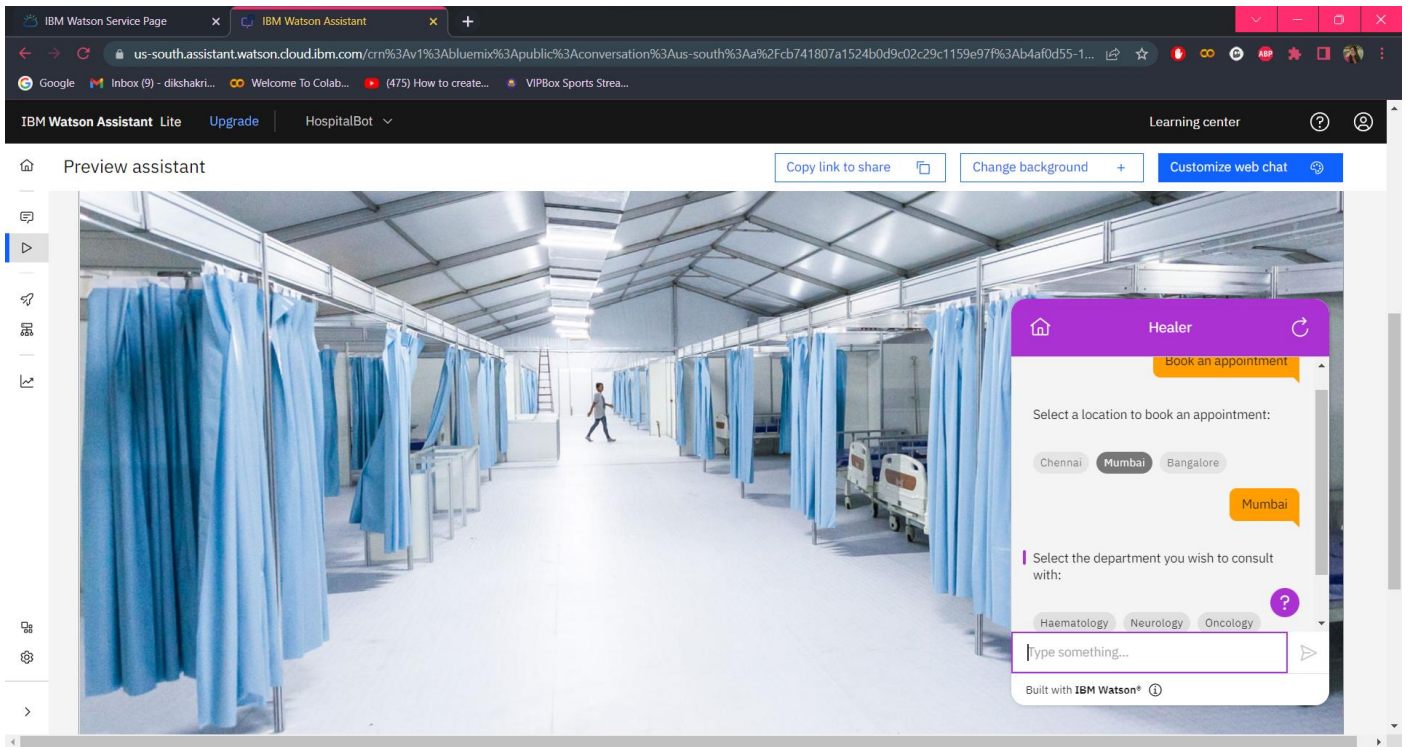 IBM Watson Service Page
IBM Watson Assistant
us-south.assistant.watson.cloud.ibm.com/crn%3Av1%3Abluemix%3Apublic%3Aconversation%3Aus-south%3Aa%2Fcb741807a1524b0d9c02c29c1159e97f%3Ab4af0d55-1...
Google Inbox (9) - dikshakri... Welcome To Colab... (475) How to create... VIPBox Sports Strea...
IBM Watson Assistant Lite Upgrade HospitalBot Learning center
Preview assistant Copy link to share Change background + Customize web chat
Healer
Book an appointment
Select a location to book an appointment:
Chennai Mumbai Bangalore
Mumbai
Select the department you wish to consult
with:
?
Haematology Neurology Oncology
Type something...
Built with IBM Watson®